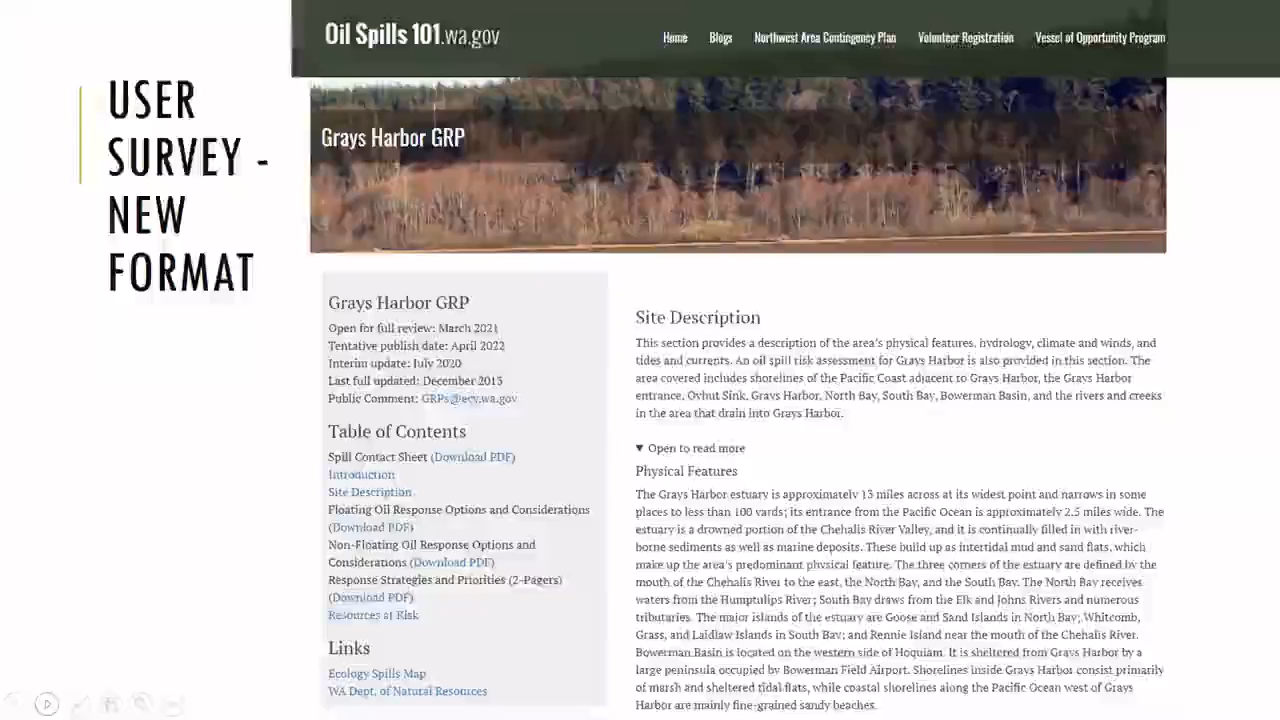 USER
SURVEY -
NEW
FORMAT
Oil Spills 101.wa.gov
Home Blogs Northwest Area Contingency Plan Volunteer Registration Vessel of Opportunity Program
Grays Harbor GRP
Grays Harbor GRP
Open for full review: March 2021
Tentative publish date: April 2022
Interim update: July 2020
Last full updated: December 2013
Public Comment: GRPs@ecy.wa.gov
Table of Contents
Spill Contact Sheet (Download PDF)
Introduction
Site Description
Floating Oil Response Options and Considerations
(Download PDF)
Non-Floating Oil Response Options and
Considerations (Download PDF)
Response Strategies and Priorities (2-Pagers)
(Download PDF)
Resources at Risk
Links
Ecology Spills Map
WA Dept. of Natural Resources
Site Description
This section provides a description of the area's physical features, hydrology, climate and winds, and
tides and currents. An oil spill risk assessment for Grays Harbor is also provided in this section. The
area covered includes shorelines of the Pacific Coast adjacent to Grays Harbor, the Grays Harbor
entrance, Oyhut Sink, Grays Harbor, North Bay, South Bay, Bowerman Basin, and the rivers and creeks
in the area that drain into Grays Harbor.
▼ Open to read more
Physical Features
The Grays Harbor estuary is approximately 13 miles across at its widest point and narrows in some
places to less than 100 yards; its entrance from the Pacific Ocean is approximately 2.5 miles wide. The
estuary is a drowned portion of the Chehalis River Valley, and it is continually filled in with river-
borne sediments as well as marine deposits. These build up as intertidal mud and sand flats, which
make up the area's predominant physical feature. The three corners of the estuary are defined by the
mouth of the Chehalis River to the east, the North Bay, and the South Bay. The North Bay receives
waters from the Humptulips River; South Bay draws from the Elk and Johns Rivers and numerous
tributaries. The major islands of the estuary are Goose and Sand Islands in North Bay; Whitcomb,
Grass, and Laidlaw Islands in South Bay; and Rennie Island near the mouth of the Chehalis River.
Bowerman Basin is located on the western side of Hoquiam. It is sheltered from Grays Harbor by a
large peninsula occupied by Bowerman Field Airport. Shorelines inside Grays Harbor consist primarily
of marsh and sheltered tidal flats, while coastal shorelines along the Pacific Ocean west of Grays
Harbor are mainly fine-grained sandy beaches.